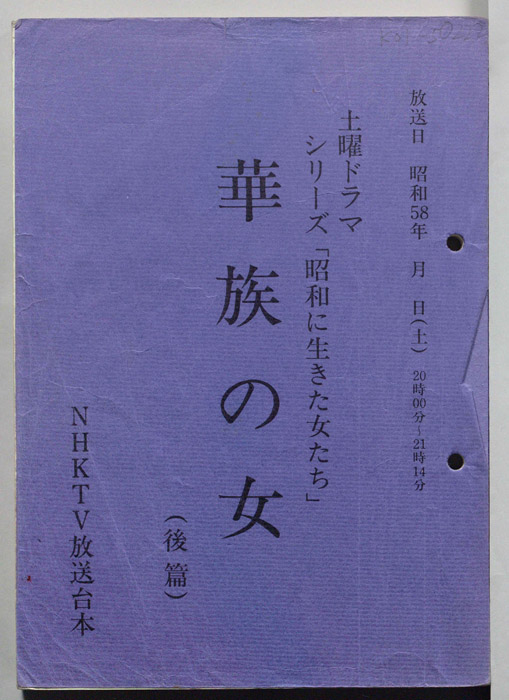 放送日 昭和58年 月 日(土) 20時00分-21時14分
土曜ドラマ
シリーズ「昭和に生きた女たち」
華族の女
(後篇)
NHKTV放送台本